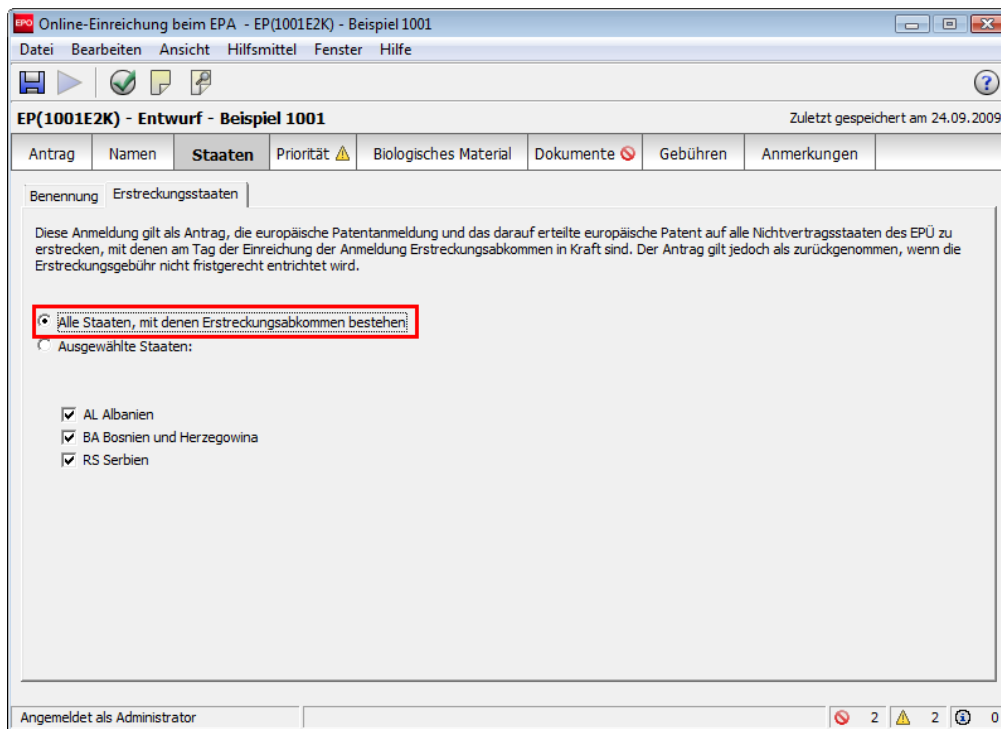 EPO Online-Einreichung beim EPA - EP(1001E2K) - Beispiel 1001
Datei Bearbeiten Ansicht Hilfsmittel Fenster Hilfe
EP(1001E2K) - Entwurf - Beispiel 1001 Zuletzt gespeichert am 24.09.2009
Antrag Namen Staaten Priorität Biologisches Material Dokumente Gebühren Anmerkungen
Benennung Erstreckungsstaaten
Diese Anmeldung gilt als Antrag, die europäische Patentanmeldung und das darauf erteilte europäische Patent auf alle Nichtvertragsstaaten des EPÜ zu
erstrecken, mit denen am Tag der Einreichung der Anmeldung Erstreckungsabkommen in Kraft sind. Der Antrag gilt jedoch als zurückgenommen, wenn die
Erstreckungsgebühr nicht fristgerecht entrichtet wird.
Alle Staaten, mit denen Erstreckungsabkommen bestehen
Ausgewählte Staaten:
AL Albanien
BA Bosnien und Herzegowina
RS Serbien
Angemeldet als Administrator 2 2 0